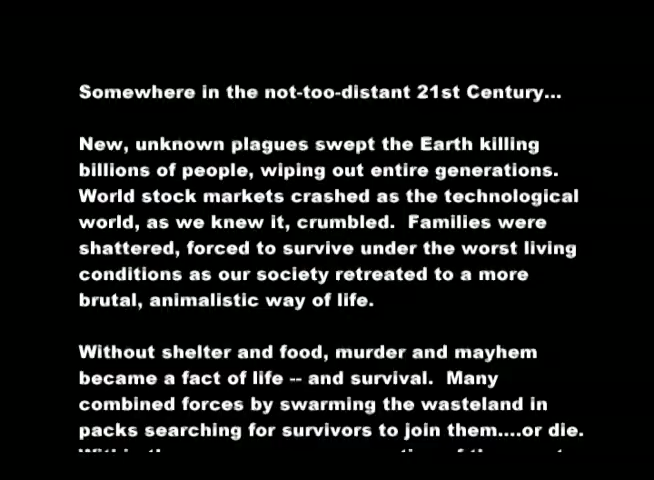 Somewhere in the not-too-distant 21st Century...
New, unknown plagues swept the Earth killing
billions of people, wiping out entire generations.
World stock markets crashed as the technological
world, as we knew it, crumbled.  Families were
shattered, forced to survive under the worst living
conditions as our society retreated to a more
brutal, animalistic way of life.
Without shelter and food, murder and mayhem
became a fact of life -- and survival.  Many
combined forces by swarming the wasteland in
packs searching for survivors to join them....or die.